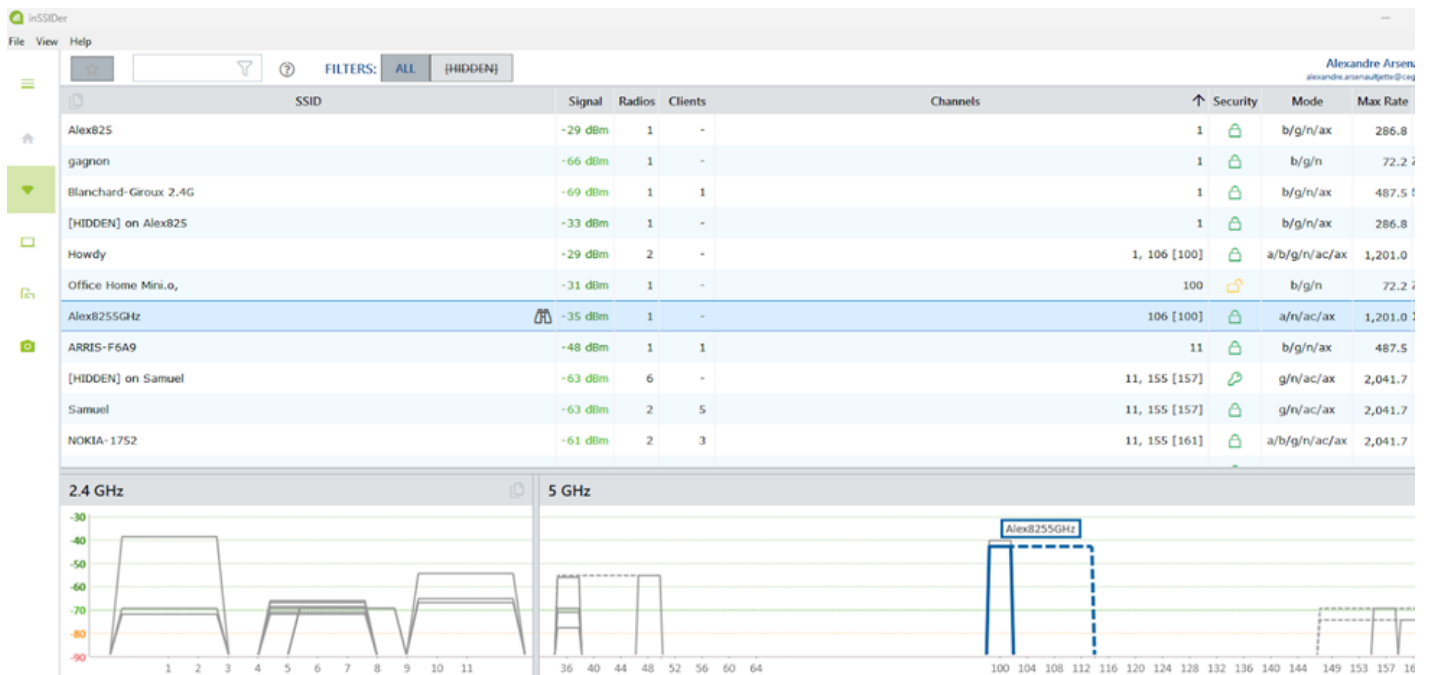 inSSIDer
File View Help
FILTERS: ALL [HIDDEN]
Alexandre Arsena
alexandre.arsenaultjette@ceg
SSID Signal Radios Clients Channels Security Mode Max Rate
Alex825 -29 dBm 1 - 1 b/g/n/ax 286.8
gagnon -66 dBm 1 - 1 b/g/n 72.2
Blanchard-Giroux 2.4G -69 dBm 1 1 1 b/g/n/ax 487.5
[HIDDEN] on Alex825 -33 dBm 1 - 1 b/g/n/ax 286.8
Howdy -29 dBm 2 - 1, 106 [100] a/b/g/n/ac/ax 1,201.0
Office Home Mini.o, -31 dBm 1 - 100 b/g/n 72.2
Alex8255GHz -35 dBm 1 - 106 [100] a/n/ac/ax 1,201.0
ARRIS-F6A9 -48 dBm 1 1 11 b/g/n/ax 487.5
[HIDDEN] on Samuel -63 dBm 6 - 11, 155 [157] g/n/ac/ax 2,041.7
Samuel -63 dBm 2 5 11, 155 [157] g/n/ac/ax 2,041.7
NOKIA-1752 -61 dBm 2 3 11, 155 [161] a/b/g/n/ac/ax 2,041.7
2.4 GHz 5 GHz
-30
Alex8255GHz
-40
-50
-60
-70
-80
-90
1 2 3 4 5 6 7 8 9 10 11 36 40 44 48 52 56 60 64 100 104 108 112 116 120 124 128 132 136 140 144 149 153 157 16